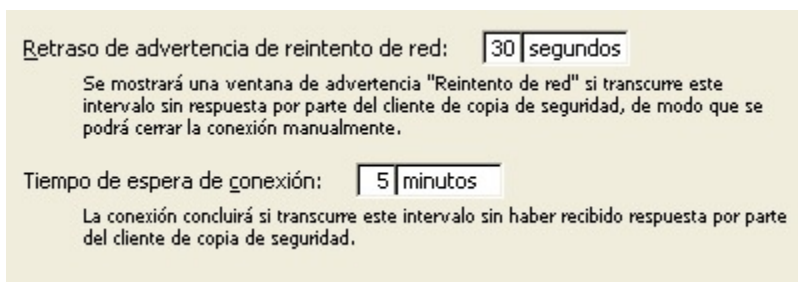 Retraso de advertencia de reintento de red: 30 segundos
Se mostrará una ventana de advertencia "Reintento de red" si transcurre este
intervalo sin respuesta por parte del cliente de copia de seguridad, de modo que se
podrá cerrar la conexión manualmente.
Tiempo de espera de conexión: 5 minutos
La conexión concluirá si transcurre este intervalo sin haber recibido respuesta por parte
del cliente de copia de seguridad.